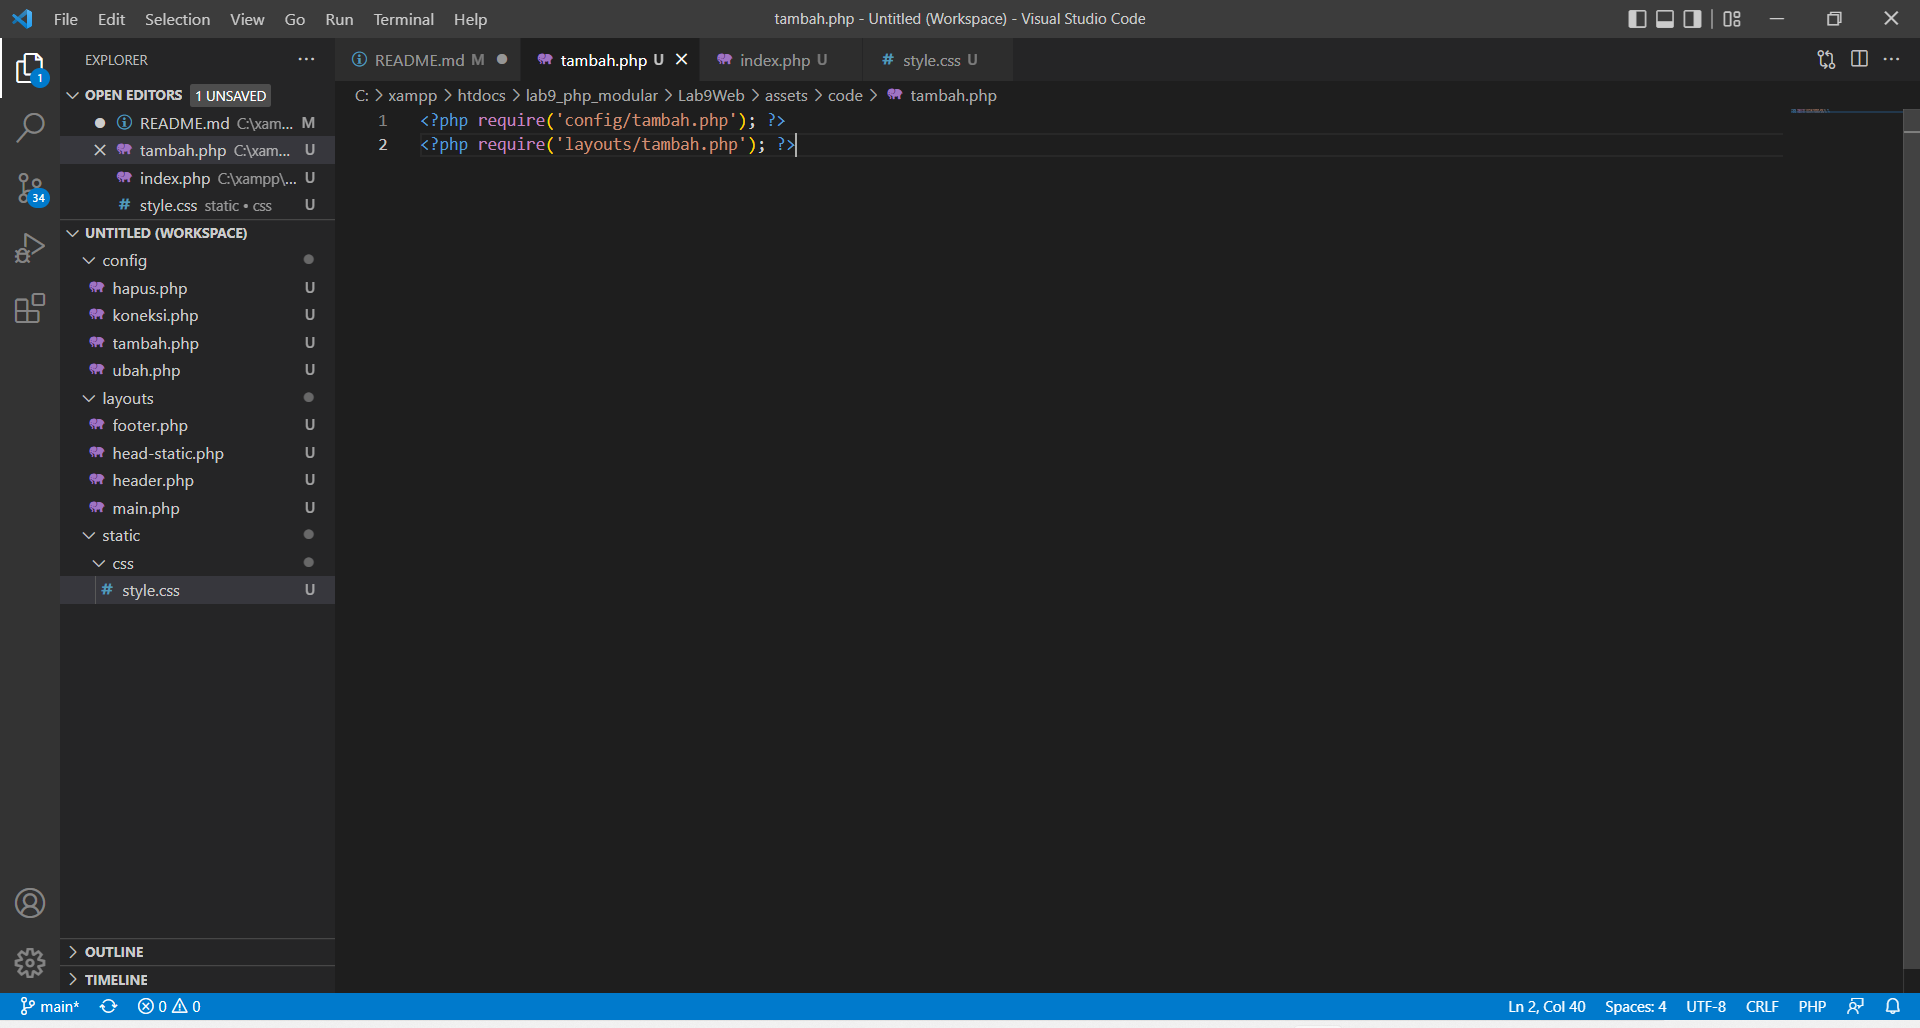 File Edit Selection View Go Run Terminal Help
tambah.php - Untitled (Workspace) - Visual Studio Code
EXPLORER
OPEN EDITORS 1 UNSAVED
README.md C:\xam... M
tambah.php C:\xam... U
index.php C:\xampp\... U
style.css static • css U
UNTITLED (WORKSPACE)
config
hapus.php U
koneksi.php U
tambah.php U
ubah.php U
layouts
footer.php U
head-static.php U
header.php U
main.php U
static
css
# style.css U
OUTLINE
TIMELINE
1
34
README.md M
tambah.php U
index.php U
# style.css U
C: > xampp > htdocs > lab9_php_modular > Lab9Web > assets > code > tambah.php
1 <?php require('config/tambah.php'); ?>
2 <?php require('layouts/tambah.php'); ?>
main* 0 0
Ln 2, Col 40 Spaces: 4 UTF-8 CRLF PHP